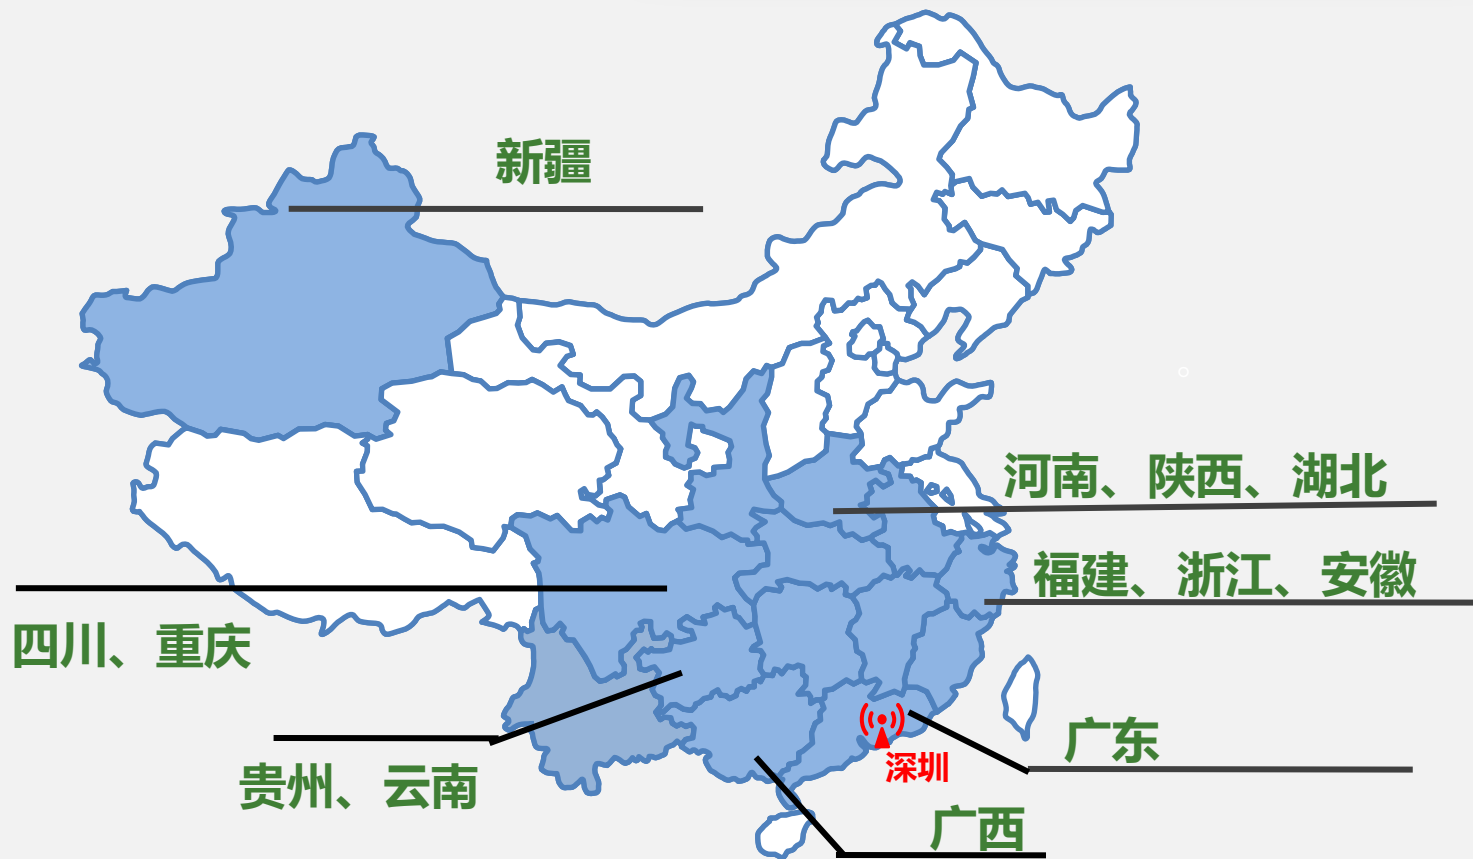 新疆
河南、陕西、湖北
福建、浙江、安徽
四川、重庆
广东
深圳
贵州、云南
广西